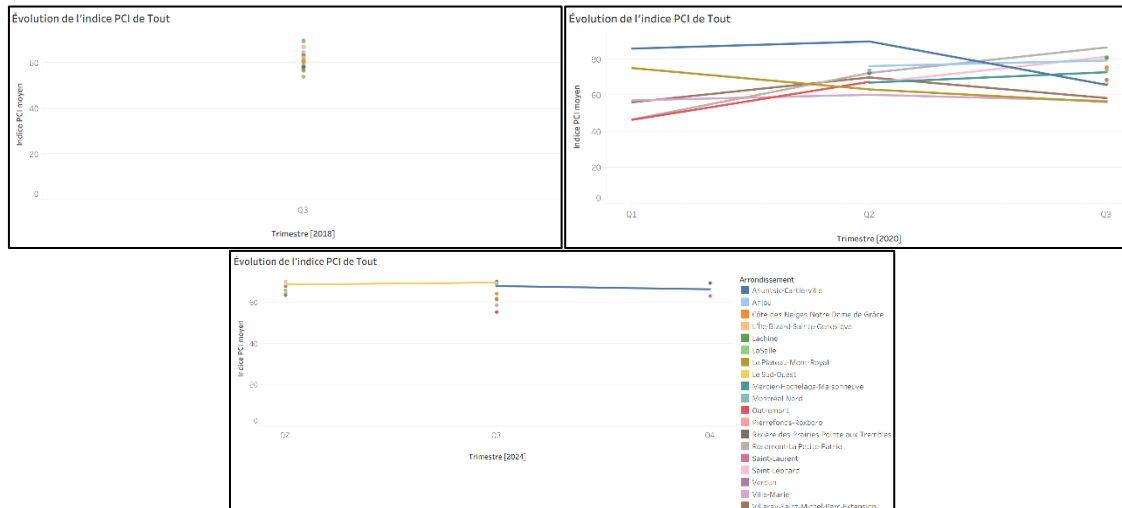 Évolution de l'indice PCI de Tout
Indice PCI moyen
60
40
20
0
Q3
Trimestre [2018]
Évolution de l'indice PCI de Tout
Indice PCI moyen
80
60
40
20
0
Q1
Q2
Q3
Trimestre [2020]
Évolution de l'indice PCI de Tout
Indice PCI moyen
60
40
20
0
Q2
Q3
Q4
Trimestre [2024]
Arrondissement
Ahuntsic-Cartierville
Anjou
Côte des Neiges Notre Dame de Grâce
L'Île-Bizard-Sainte-Geneviève
Lachine
LaSalle
Le Plateau-Mont-Royal
Le Sud-Ouest
Mercier-Hochelaga-Maisonneuve
Montréal-Nord
Outremont
Pierrefonds-Roxboro
Rivière des Prairies Pointe aux Trembles
Rosemont-La Petite-Patrie
Saint-Laurent
Saint-Léonard
Verdun
Ville-Marie
Villeray-Saint-Michel-Parc-Extension